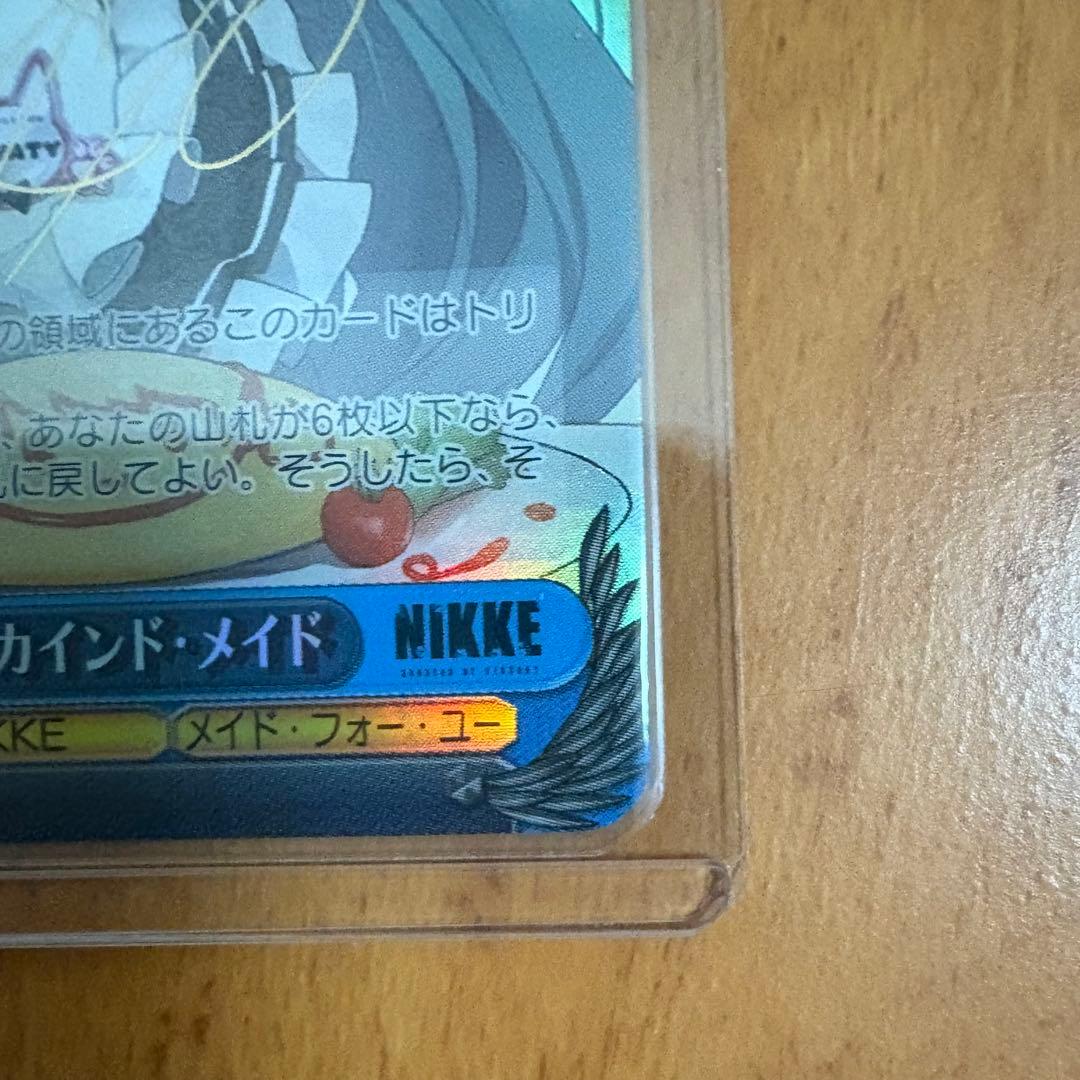 VATY
の領域にあるこのカードはトリ
、あなたの山札が6枚以下なら、
に戻してよい。そうしたら、そ
カインド・メイド
NIKKE
KKE
メイド・フォー・ユー